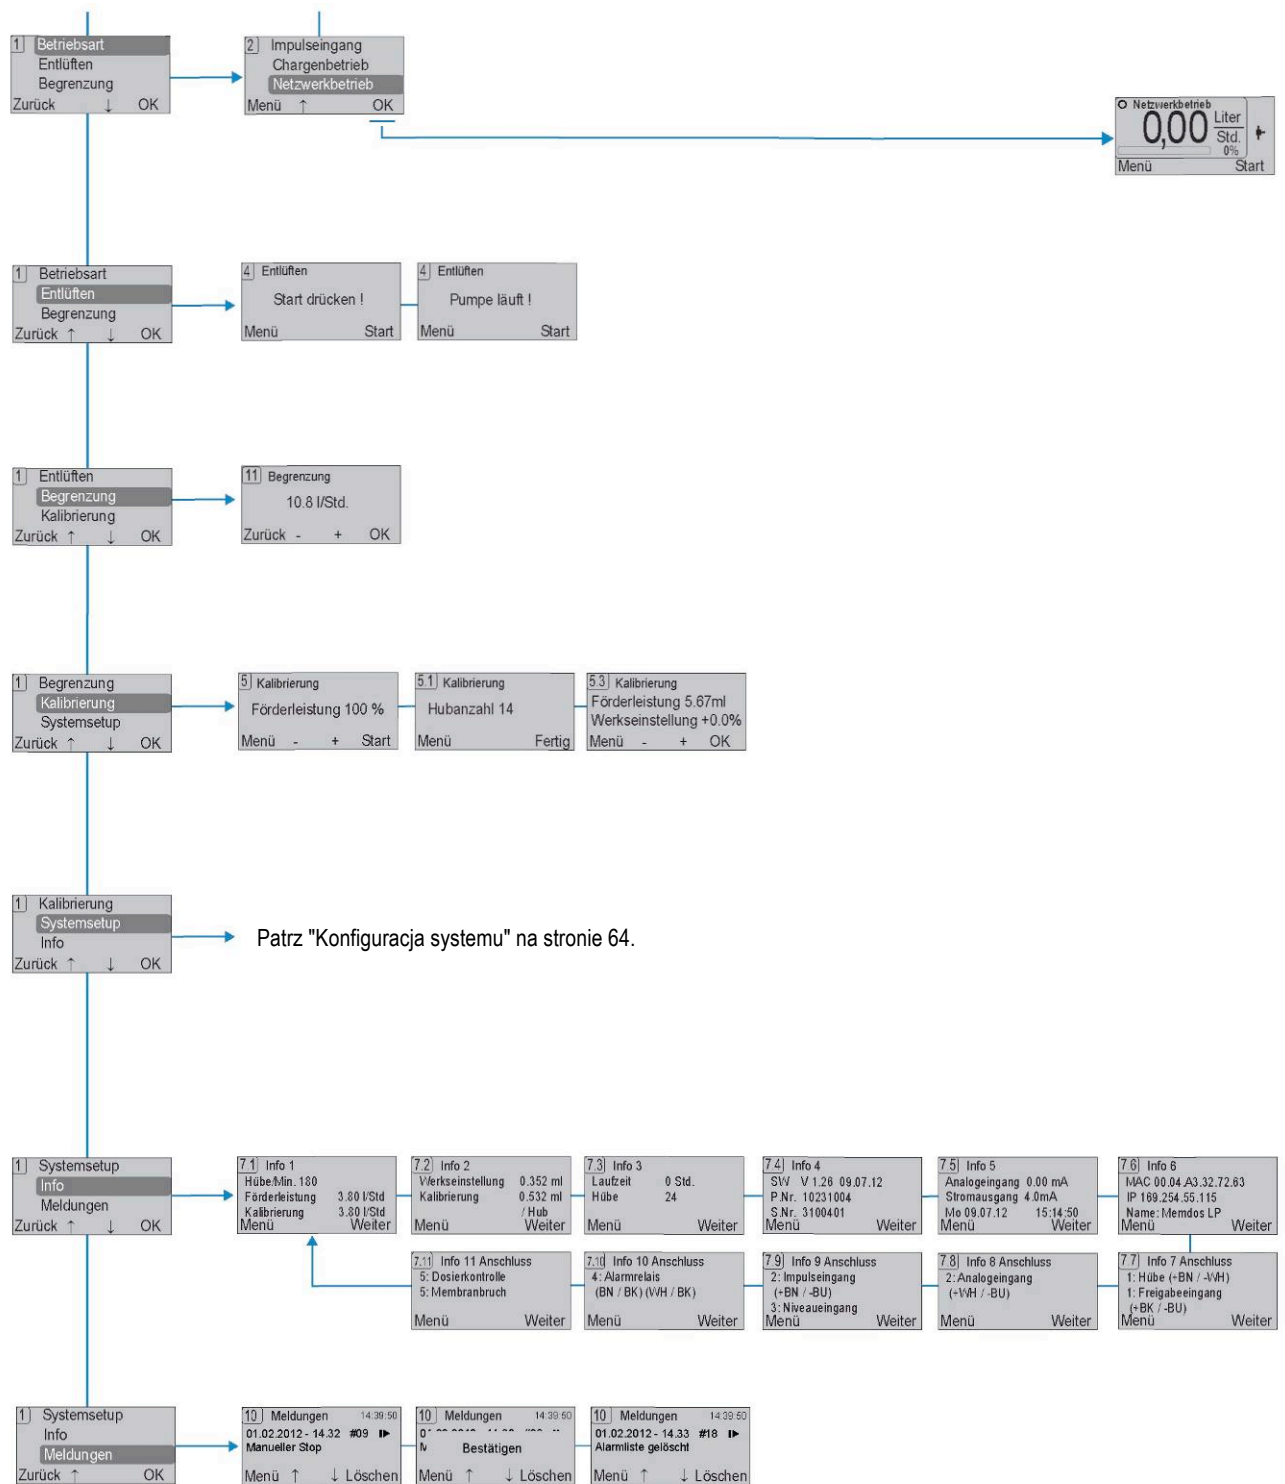 1 Betriebsart
Entlüften
Begrenzung
Zurück ↓ OK
2 Impulseingang
Chargenbetrieb
Netzwerkbetrieb
Menü ↑ OK
Netzwerkbetrieb
0,00 Liter
Std.
0%
Menü Start
1 Betriebsart
Entlüften
Begrenzung
Zurück ↑ ↓ OK
4 Entlüften
Start drücken !
Menü Start
4 Entlüften
Pumpe läuft !
Menü Start
1 Entlüften
Begrenzung
Kalibrierung
Zurück ↑ ↓ OK
11 Begrenzung
10.8 l/Std.
Zurück - + OK
1 Begrenzung
Kalibrierung
Systemsetup
Zurück ↑ ↓ OK
5 Kalibrierung
Förderleistung 100 %
Menü - + Start
5.1 Kalibrierung
Hubanzahl 14
Menü Fertig
5.3 Kalibrierung
Förderleistung 5.67ml
Werkseinstellung +0.0%
Menü - + OK
1 Kalibrierung
Systemsetup
Info
Zurück ↑ ↓ OK
Patrz "Konfiguracja systemu" na stronie 64.
1 Systemsetup
Info
Meldungen
Zurück ↑ ↓ OK
7.1 Info 1
Hübe/Min. 180
Förderleistung 3.80 l/Std
Kalibrierung 3.80 l/Std
Menü Weiter
7.2 Info 2
Werkseinstellung 0.352 ml
Kalibrierung 0.532 ml
/ Hub
Menü Weiter
7.3 Info 3
Laufzeit 0 Std.
Hübe 24
Menü Weiter
7.4 Info 4
SW V 1.26 09.07.12
P.Nr. 10231004
S.Nr. 3100401
Menü Weiter
7.5 Info 5
Analogeingang 0.00 mA
Stromausgang 4.0mA
Mo 09.07.12 15:14:50
Menü Weiter
7.6 Info 6
MAC 00.04.A3.32.72.63
IP 169.254.55.115
Name: Memdos LP
Menü Weiter
7.11 Info 11 Anschluss
5: Dosierkontrolle
5: Membranbruch
Menü Weiter
7.10 Info 10 Anschluss
4: Alarmrelais
(BN / BK) (WH / BK)
Menü Weiter
7.9 Info 9 Anschluss
2: Impulseingang
(+BN / -BU)
3: Niveaueingang
Menü Weiter
7.8 Info 8 Anschluss
2: Analogeingang
(+WH / -BU)
Menü Weiter
7.7 Info 7 Anschluss
1: Hübe (+BN / -WH)
1: Freigabeeingang
(+BK / -BU)
Menü Weiter
1 Systemsetup
Info
Meldungen
Zurück ↑ OK
10 Meldungen 14:39:50
01.02.2012 - 14.32 #09
Manueller Stop
Menü ↑ ↓ Löschen
10 Meldungen 14:39:50
Bestätigen
Menü ↑ ↓ Löschen
10 Meldungen 14:39:50
01.02.2012 - 14.33 #18
Alarmliste gelöscht
Menü ↑ ↓ Löschen